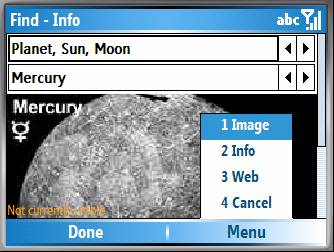 Find - Info
abc
Planet, Sun, Moon
Mercury
Mercury
1 Image
2 Info
3 Web
4 Cancel
Not currently visible
Done
Menu